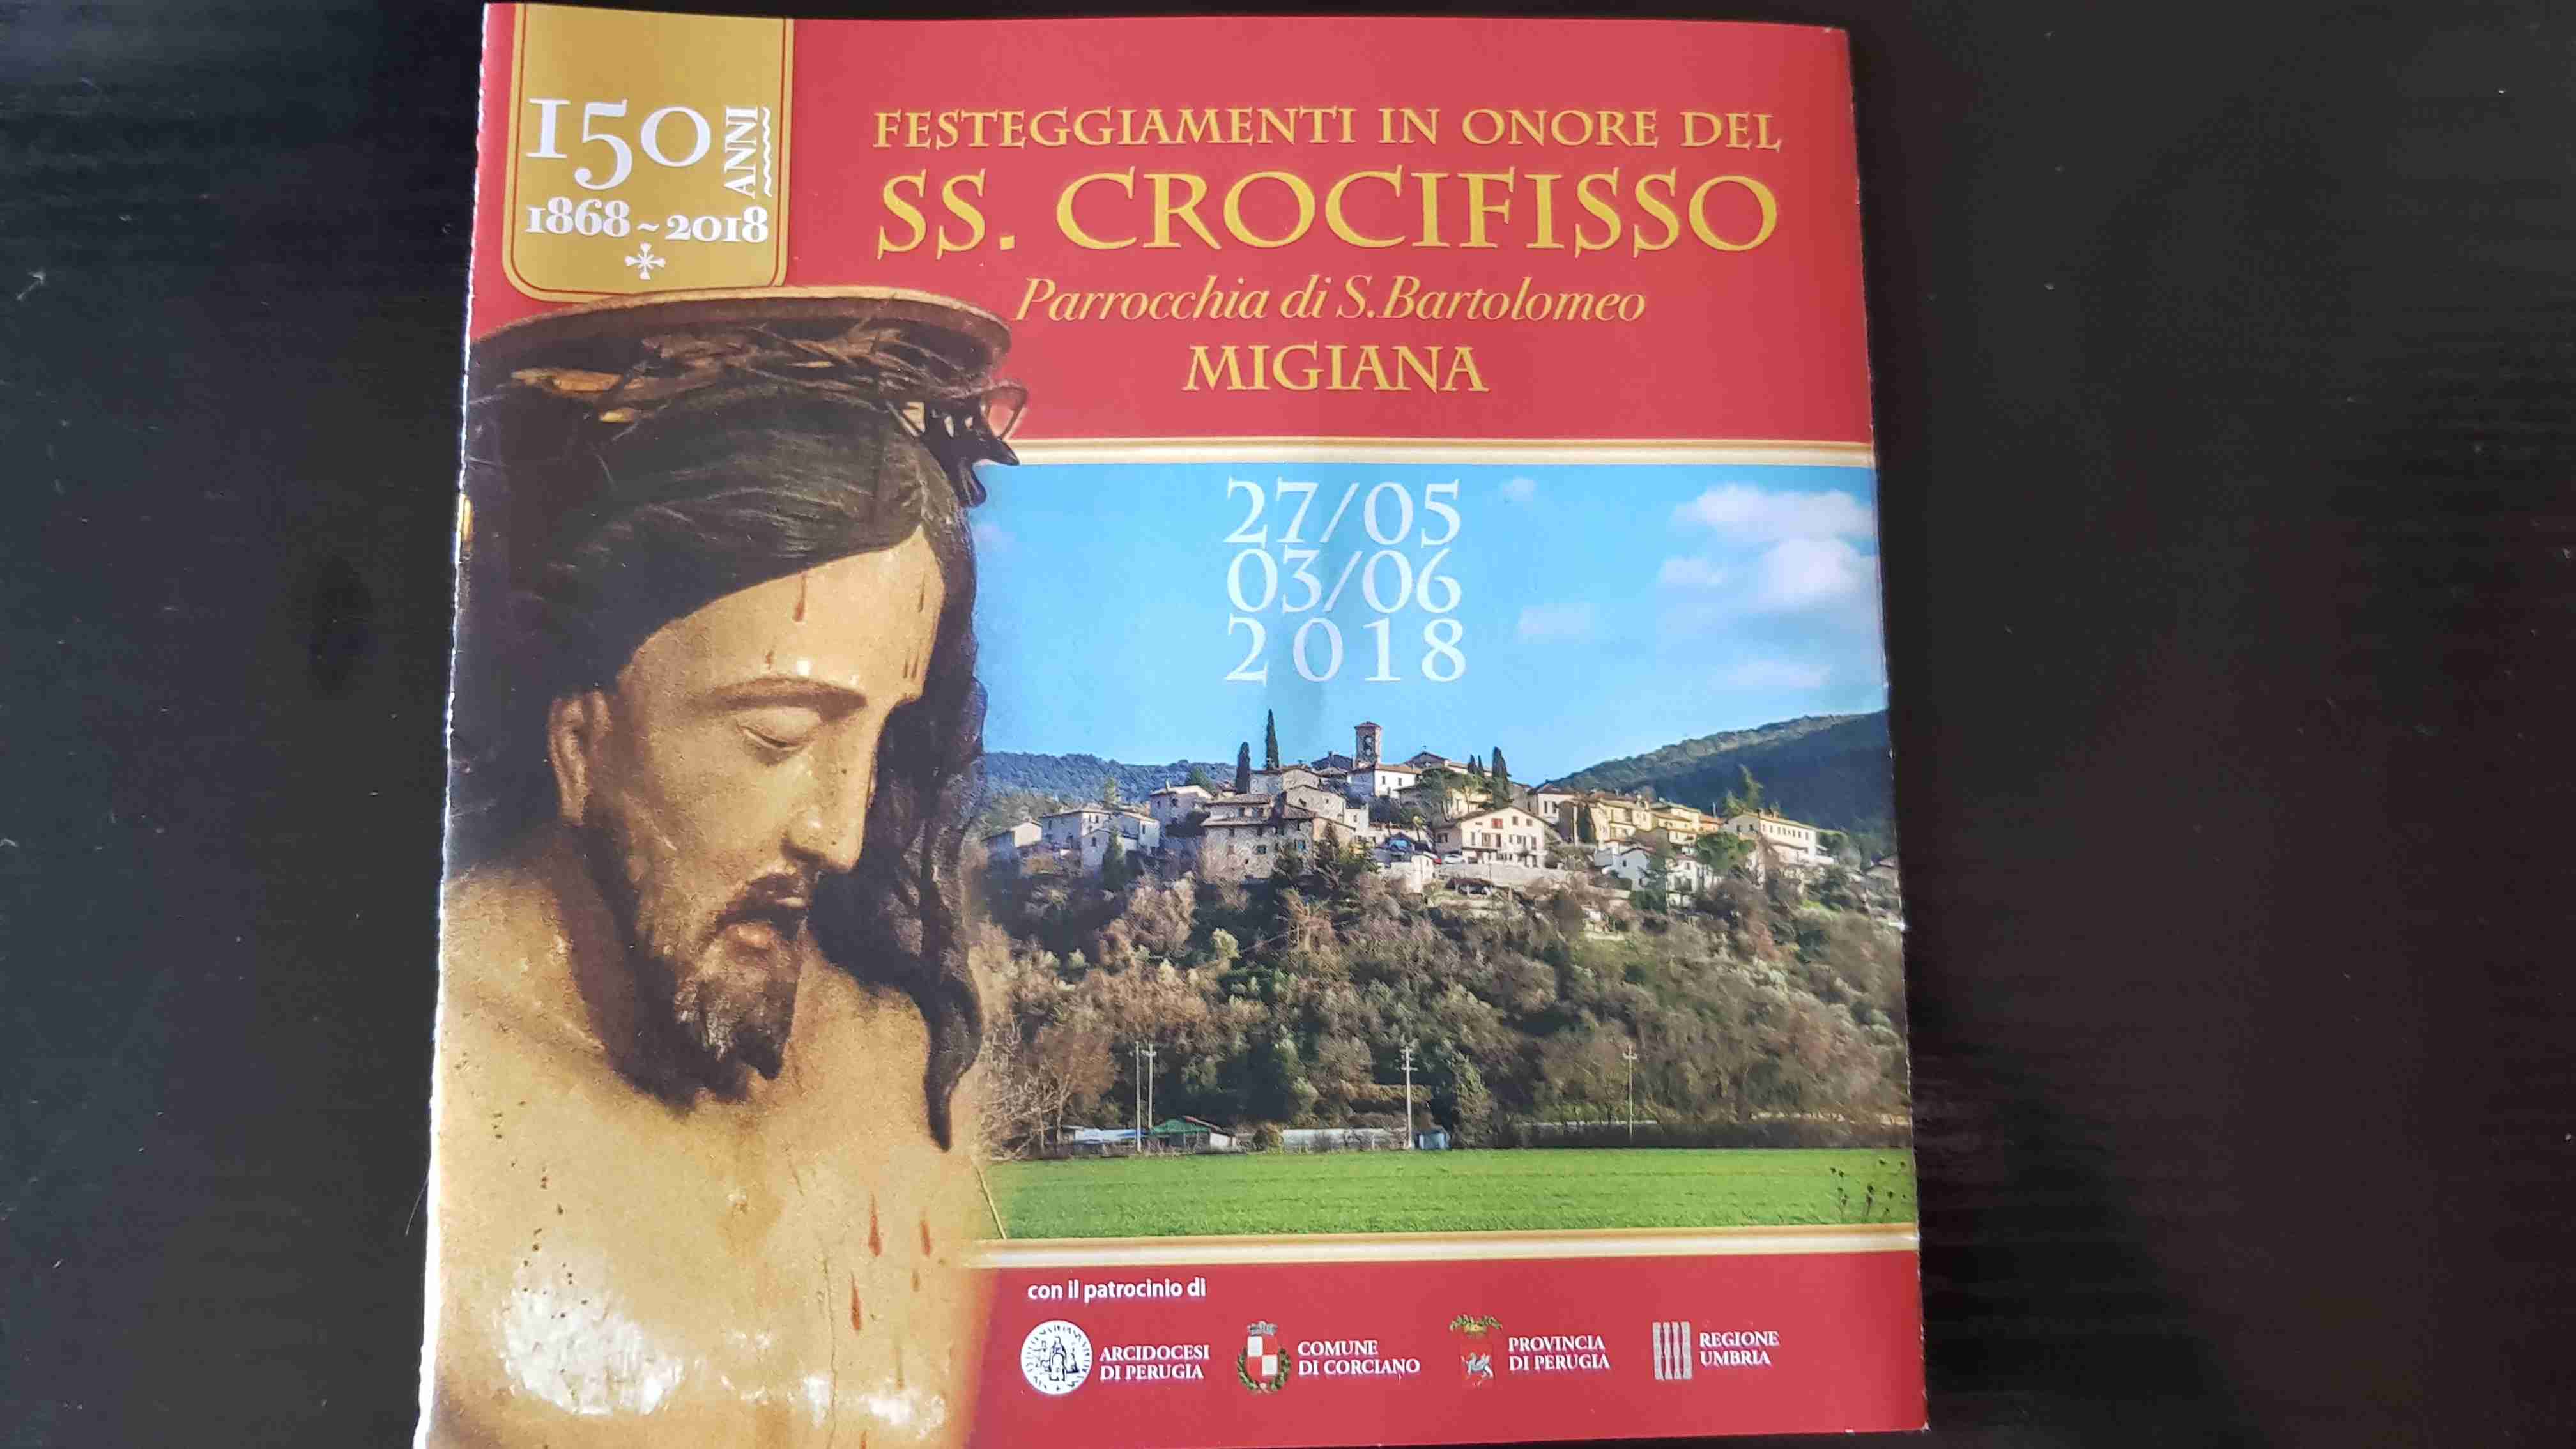 150 ANNI
1868~2018
FESTEGGIAMENTI IN ONORE DEL
SS. CROCIFISSO
Parrocchia di S.Bartolomeo
MIGIANA
27/05
03/06
2018
con il patrocinio di
ARCIDOCESI
DI PERUGIA
COMUNE
DI CORCIANO
PROVINCIA
DI PERUGIA
REGIONE
UMBRIA